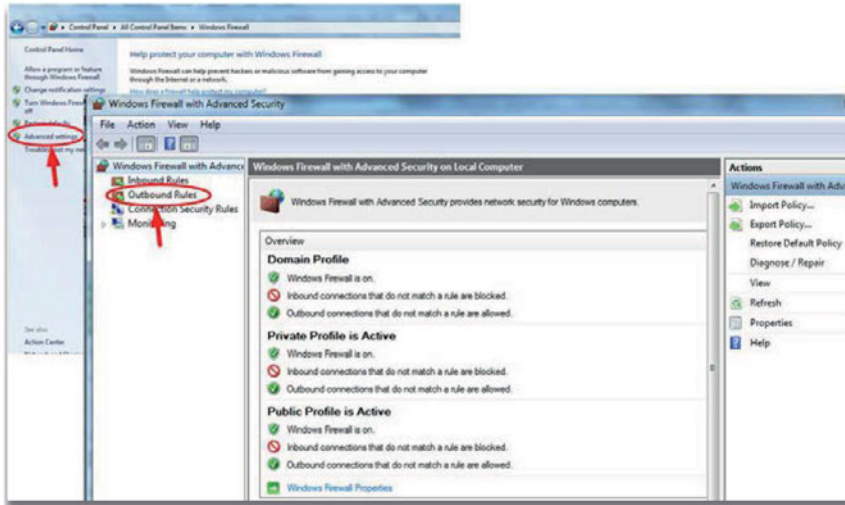 Control Panel ▸ All Control Panel Items ▸ Windows Firewall
Control Panel Home
Allow a program or feature
through Windows Firewall
Change notification settings
Turn Windows Firew
off
Restore defaults
Advanced settings
Troubleshoot my ne
See also
Action Center
Help protect your computer with Windows Firewall
Windows Firewall can help prevent hackers or malicious software from gaining access to your computer
through the Internet or a network.
How does a firewall help protect my computer?
Windows Firewall with Advanced Security
File Action View Help
Windows Firewall with Advanc
Inbound Rules
Outbound Rules
Connection Security Rules
Monitoring
Windows Firewall with Advanced Security on Local Computer
Windows Firewall with Advanced Security provides network security for Windows computers.
Overview
Domain Profile
Windows Firewall is on.
Inbound connections that do not match a rule are blocked.
Outbound connections that do not match a rule are allowed.
Private Profile is Active
Windows Firewall is on.
Inbound connections that do not match a rule are blocked.
Outbound connections that do not match a rule are allowed.
Public Profile is Active
Windows Firewall is on.
Inbound connections that do not match a rule are blocked.
Outbound connections that do not match a rule are allowed.
Windows Firewall Properties
Actions
Windows Firewall with Adv
Import Policy...
Export Policy...
Restore Default Policy
Diagnose / Repair
View
Refresh
Properties
Help